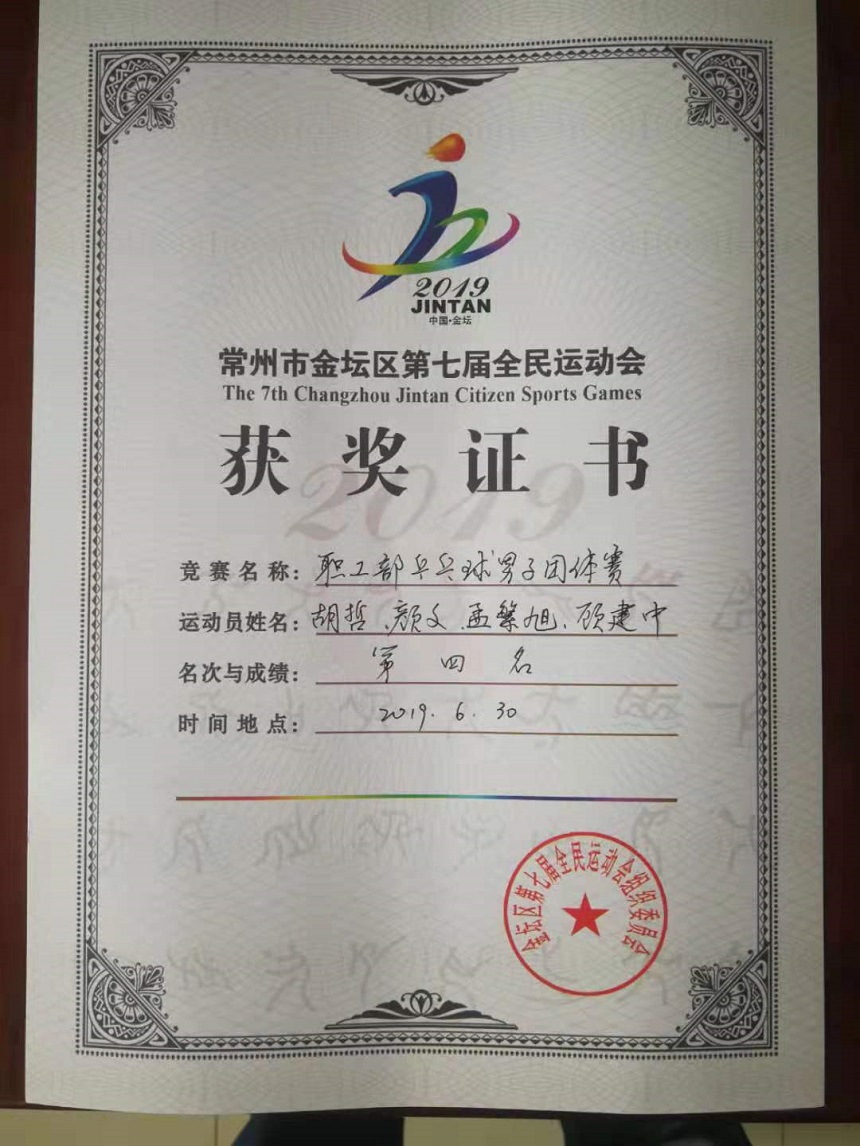 2019
JINTAN
中国·金坛
常州市金坛区第七届全民运动会
The 7th Changzhou Jintan Citizen Sports Games
获奖证书
2019
竞赛名称：职工部乒乓球男子团体赛
运动员姓名：胡哲、颜文、孟繁旭、顾建中
名次与成绩：第四名
时间地点：2019.6.30
金坛区第七届全民运动会组织委员会